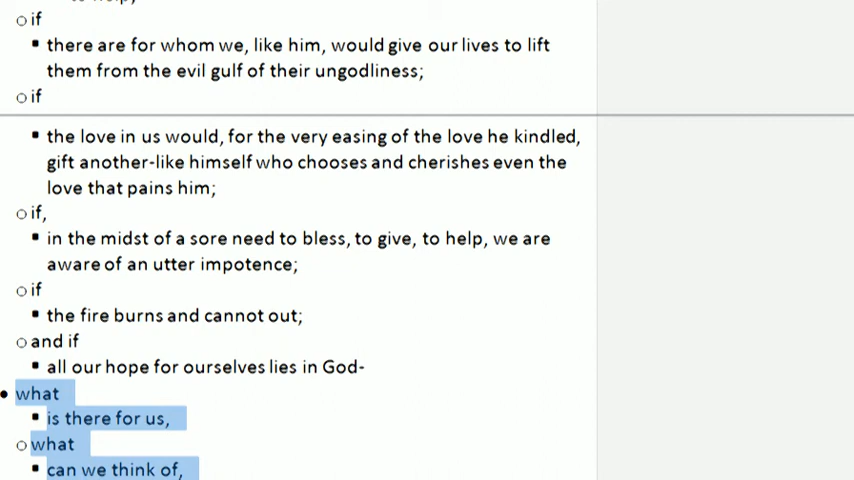 if
there are for whom we, like him, would give our lives to lift
them from the evil gulf of their ungodliness;
if
the love in us would, for the very easing of the love he kindled,
gift another-like himself who chooses and cherishes even the
love that pains him;
if,
in the midst of a sore need to bless, to give, to help, we are
aware of an utter impotence;
if
the fire burns and cannot out;
and if
all our hope for ourselves lies in God-
what
is there for us,
what
can we think of,